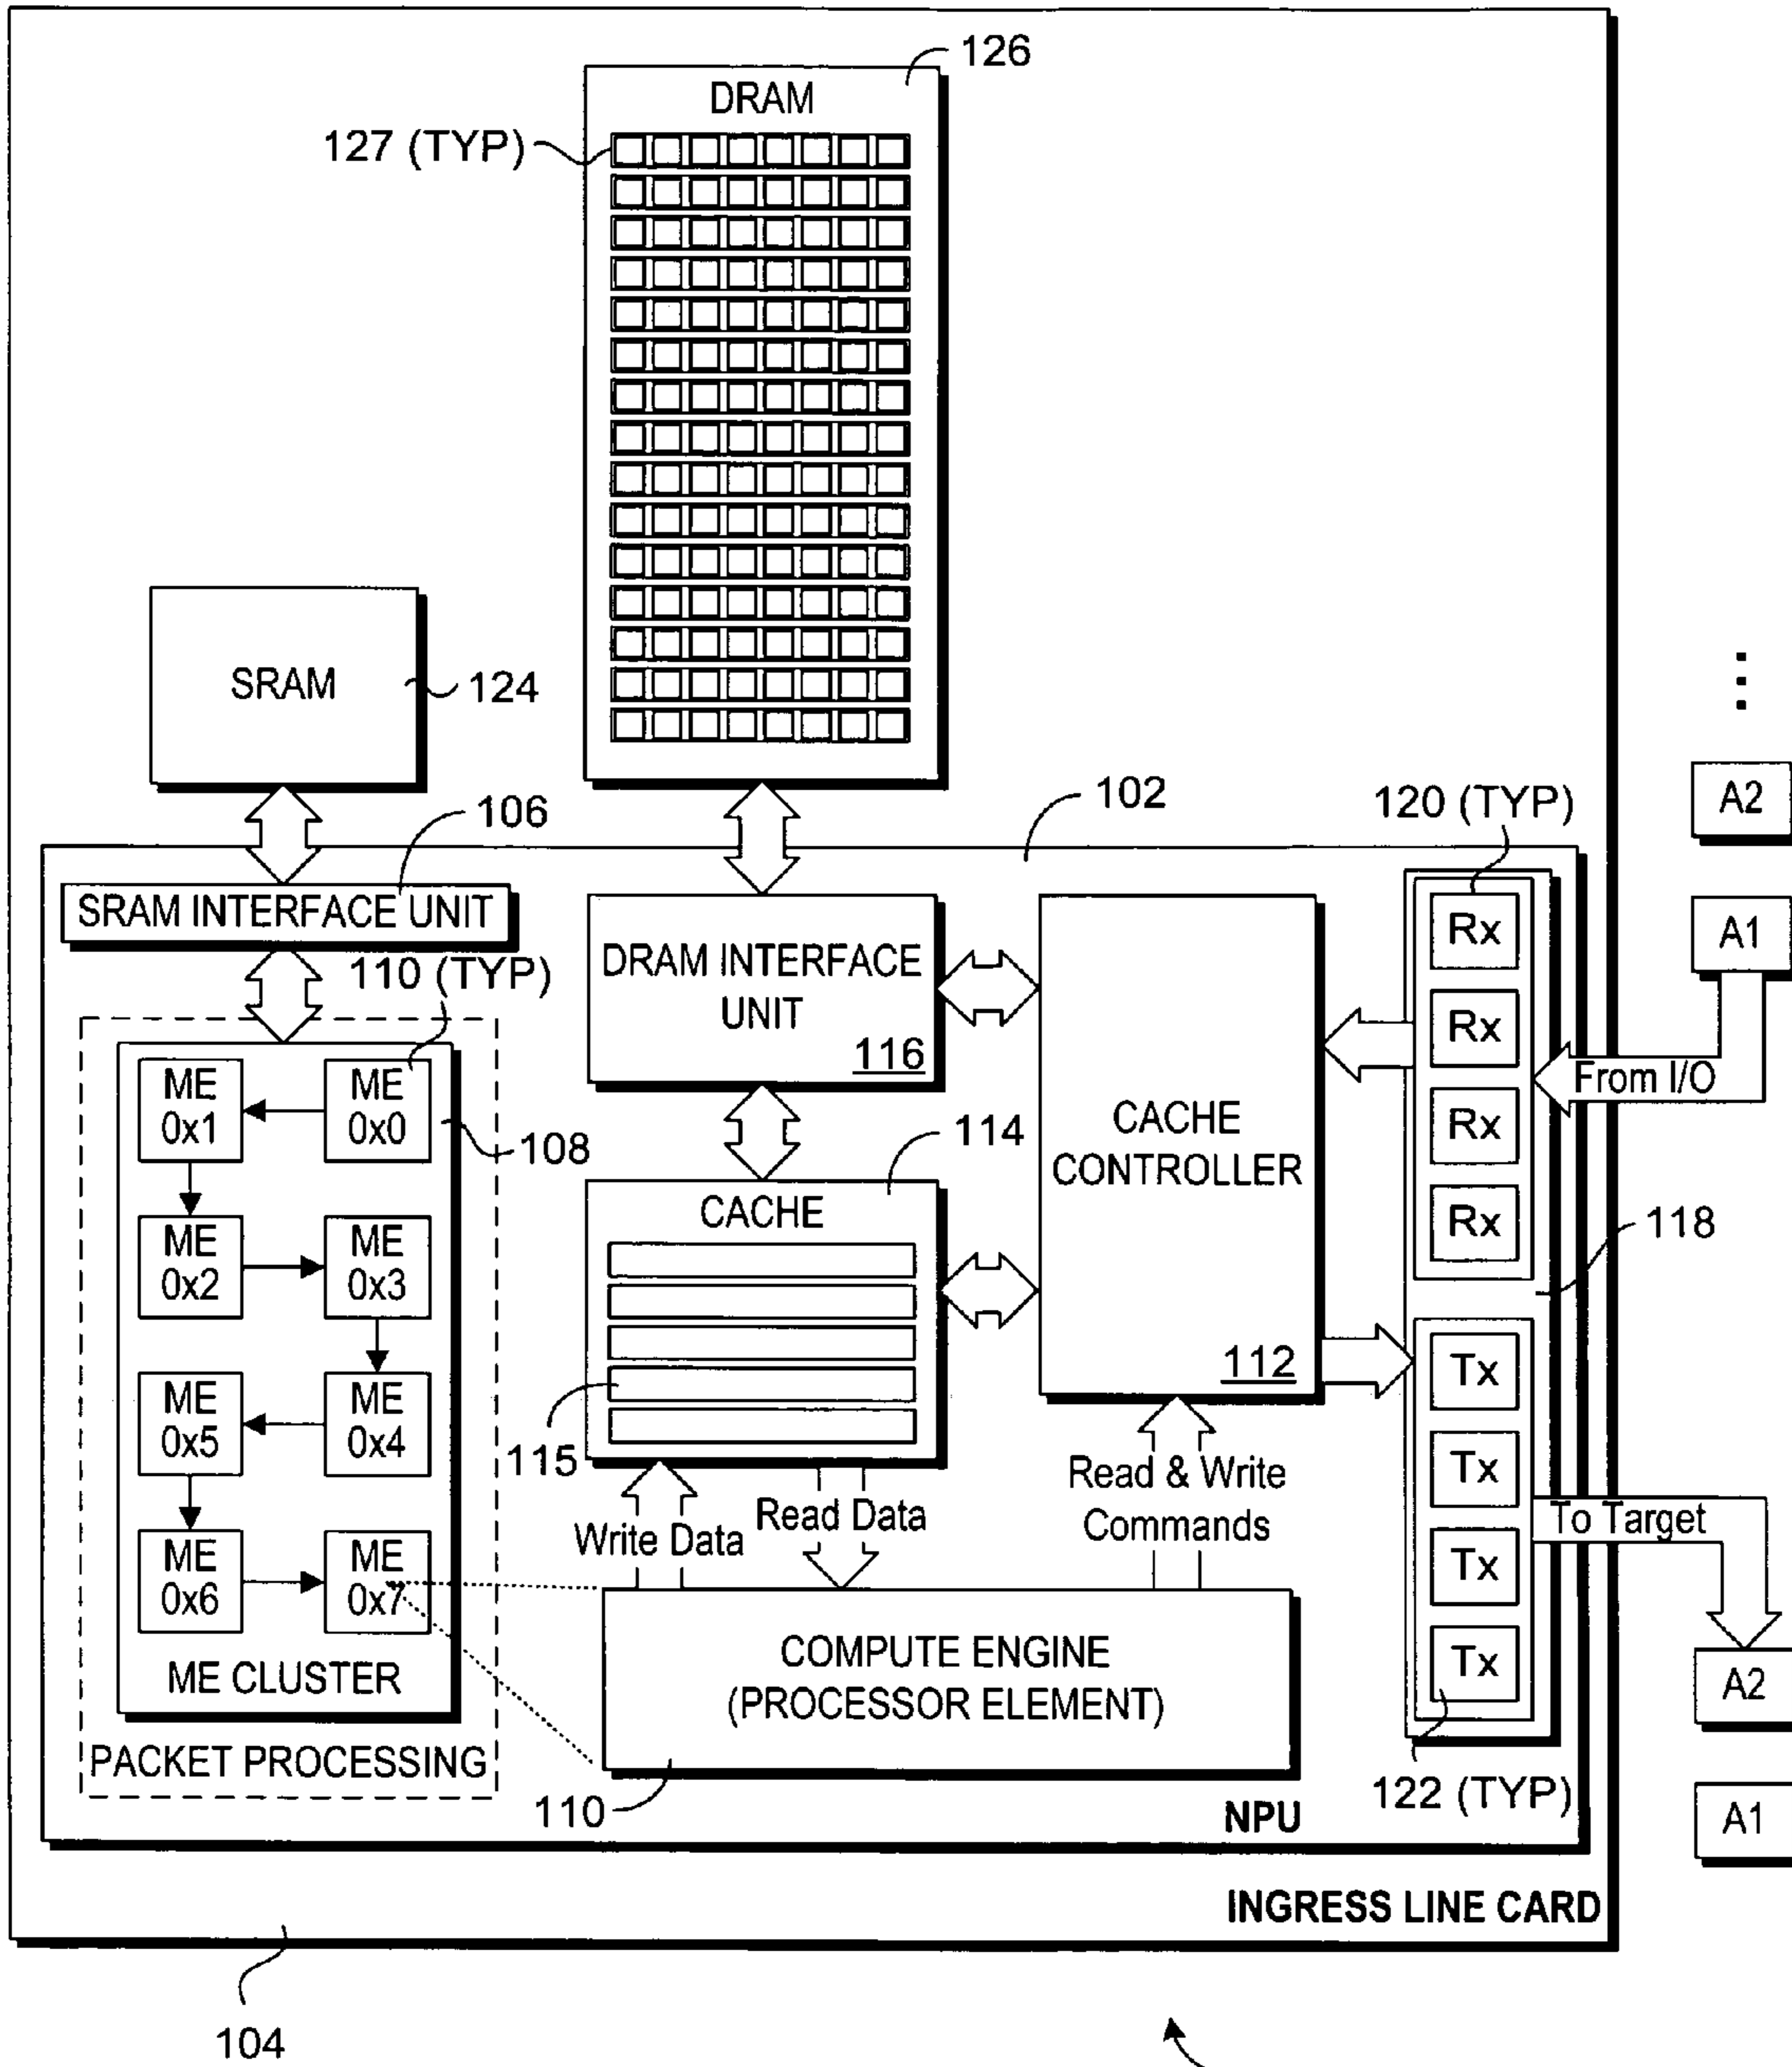 126
DRAM
127 (TYP)
SRAM
124
A2
102
120 (TYP)
106
SRAM INTERFACE UNIT
Rx
A1
110 (TYP)
DRAM INTERFACE
UNIT
116
Rx
From I/O
ME
0x1
ME
0x0
108
CACHE
CONTROLLER
112
Rx
114
CACHE
Rx
118
ME
0x2
ME
0x3
Tx
ME
0x5
ME
0x4
115
Read & Write
Commands
Tx
Write Data
Read Data
To Target
ME
0x6
ME
0x7
Tx
COMPUTE ENGINE
(PROCESSOR ELEMENT)
Tx
A2
ME CLUSTER
PACKET PROCESSING
110
NPU
122 (TYP)
A1
INGRESS LINE CARD
104